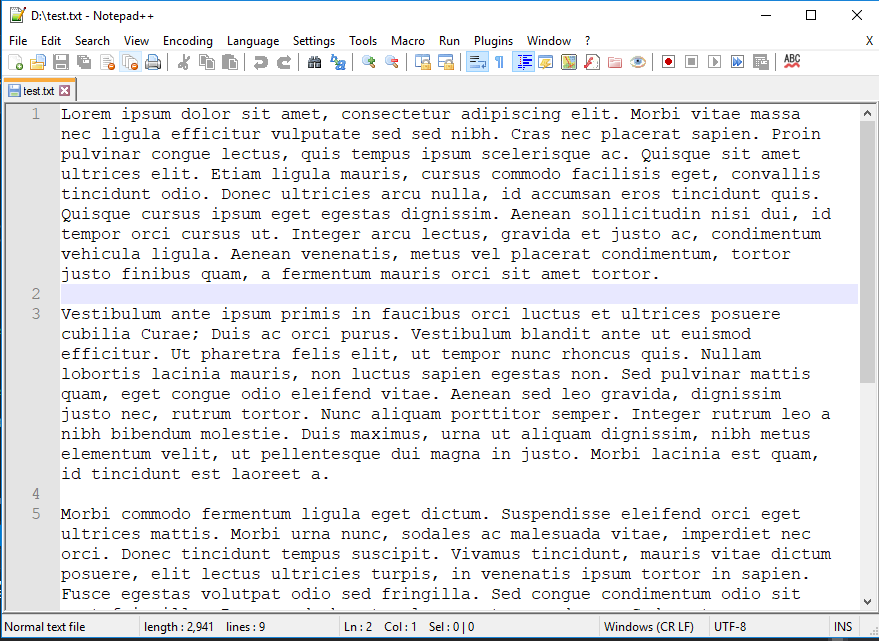 D:\test.txt - Notepad++
File Edit Search View Encoding Language Settings Tools Macro Run Plugins Window ? X
ABC
test.txt
1 Lorem ipsum dolor sit amet, consectetur adipiscing elit. Morbi vitae massa
nec ligula efficitur vulputate sed sed nibh. Cras nec placerat sapien. Proin
pulvinar congue lectus, quis tempus ipsum scelerisque ac. Quisque sit amet
ultrices elit. Etiam ligula mauris, cursus commodo facilisis eget, convallis
tincidunt odio. Donec ultricies arcu nulla, id accumsan eros tincidunt quis.
Quisque cursus ipsum eget egestas dignissim. Aenean sollicitudin nisi dui, id
tempor orci cursus ut. Integer arcu lectus, gravida et justo ac, condimentum
vehicula ligula. Aenean venenatis, metus vel placerat condimentum, tortor
justo finibus quam, a fermentum mauris orci sit amet tortor.
2
3 Vestibulum ante ipsum primis in faucibus orci luctus et ultrices posuere
cubilia Curae; Duis ac orci purus. Vestibulum blandit ante ut euismod
efficitur. Ut pharetra felis elit, ut tempor nunc rhoncus quis. Nullam
lobortis lacinia mauris, non luctus sapien egestas non. Sed pulvinar mattis
quam, eget congue odio eleifend vitae. Aenean sed leo gravida, dignissim
justo nec, rutrum tortor. Nunc aliquam porttitor semper. Integer rutrum leo a
nibh bibendum molestie. Duis maximus, urna ut aliquam dignissim, nibh metus
elementum velit, ut pellentesque dui magna in justo. Morbi lacinia est quam,
id tincidunt est laoreet a.
4
5 Morbi commodo fermentum ligula eget dictum. Suspendisse eleifend orci eget
ultrices mattis. Morbi urna nunc, sodales ac malesuada vitae, imperdiet nec
orci. Donec tincidunt tempus suscipit. Vivamus tincidunt, mauris vitae dictum
posuere, elit lectus ultricies turpis, in venenatis ipsum tortor in sapien.
Fusce egestas volutpat odio sed fringilla. Sed congue condimentum odio sit
Normal text file length : 2,941 lines : 9 Ln : 2 Col : 1 Sel : 0 | 0 Windows (CR LF) UTF-8 INS